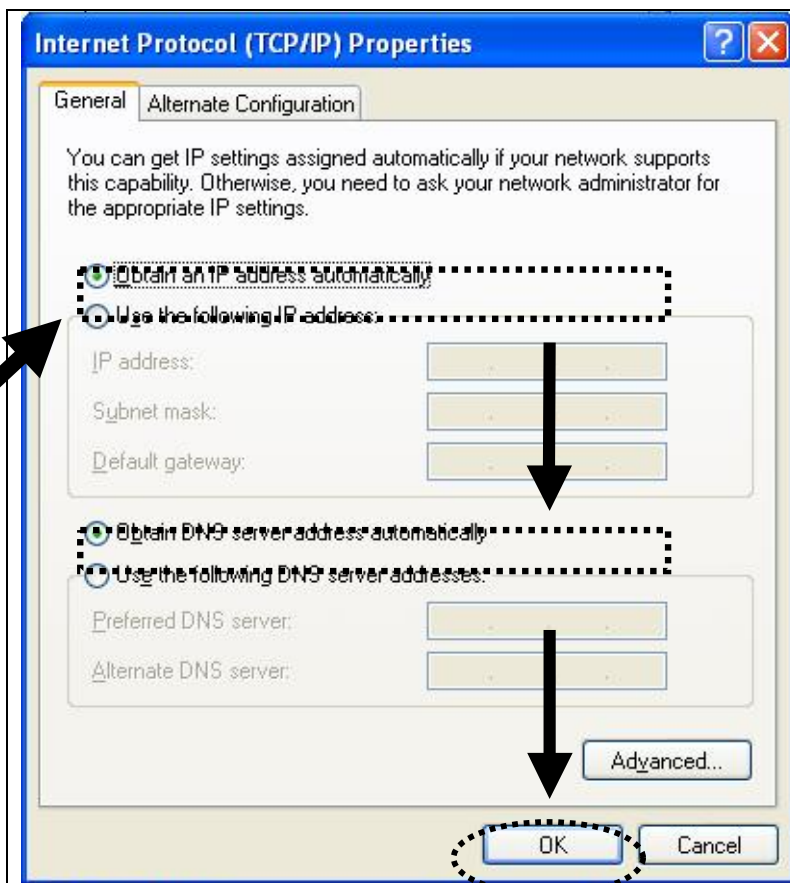 Internet Protocol (TCP/IP) Properties
General
Alternate Configuration
You can get IP settings assigned automatically if your network supports
this capability. Otherwise, you need to ask your network administrator for
the appropriate IP settings.
Obtain an IP address automatically
Use the following IP address:
IP address:
Subnet mask:
Default gateway:
Obtain DNS server address automatically
Use the following DNS server addresses:
Preferred DNS server:
Alternate DNS server:
Advanced...
OK
Cancel